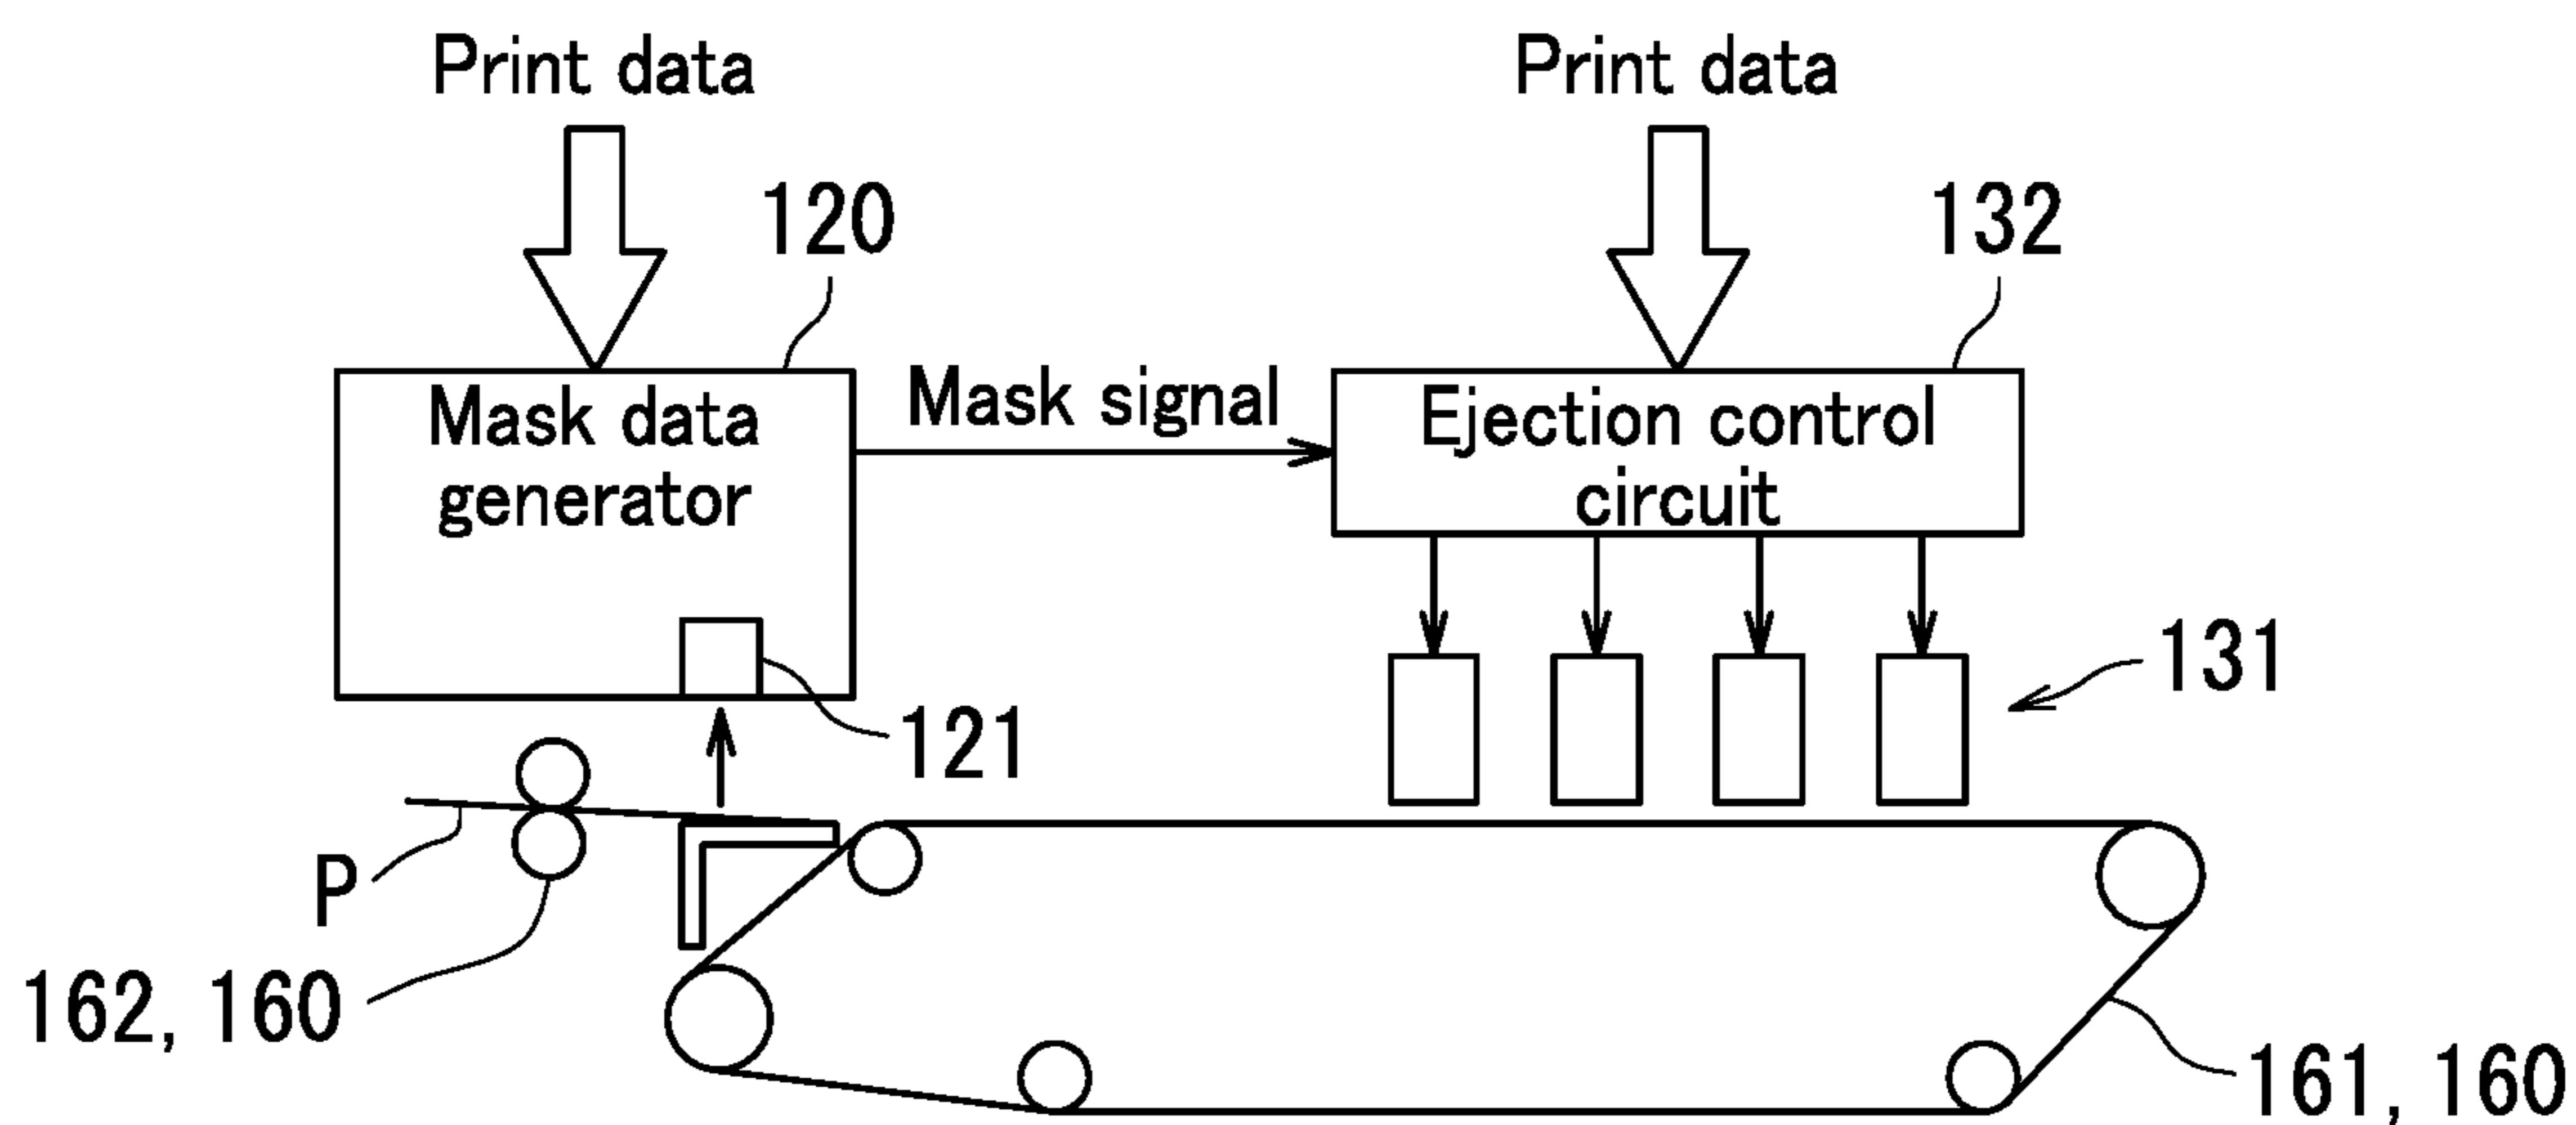 Print data
Print data
120
132
Mask data
generator
Mask signal
Ejection control
circuit
121
131
P
162, 160
161, 160